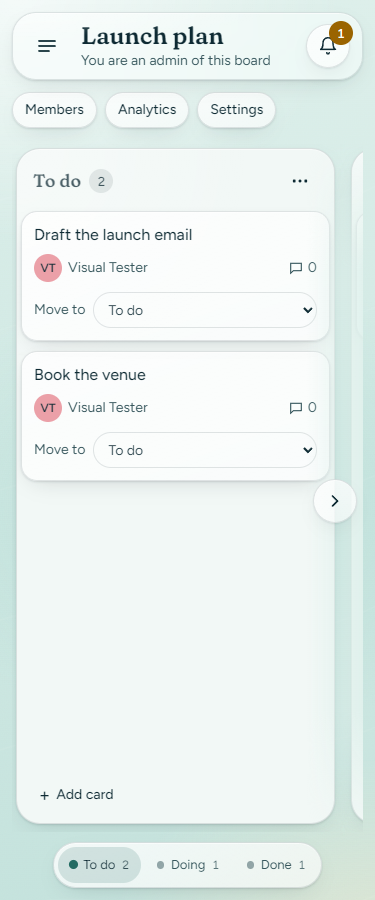 Launch plan
You are an admin of this board
1
Members
Analytics
Settings
To do 2
Draft the launch email
VT Visual Tester 0
Move to To do
Book the venue
VT Visual Tester 0
Move to To do
+ Add card
To do 2 Doing 1 Done 1